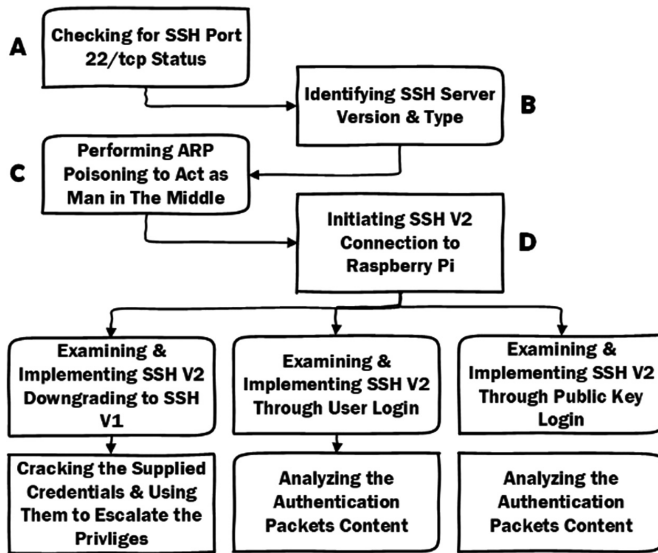 A
Checking for SSH Port
22/tcp Status
Identifying SSH Server
Version & Type
B
C
Performing ARP
Poisoning to Act as
Man in The Middle
Initiating SSH V2
Connection to
Raspberry Pi
D
Examining &
Implementing SSH V2
Downgrading to SSH
V1
Examining &
Implementing SSH V2
Through User Login
Examining &
Implementing SSH V2
Through Public Key
Login
Cracking the Supplied
Credentials & Using
Them to Escalate the
Privliges
Analyzing the
Authentication
Packets Content
Analyzing the
Authentication
Packets Content